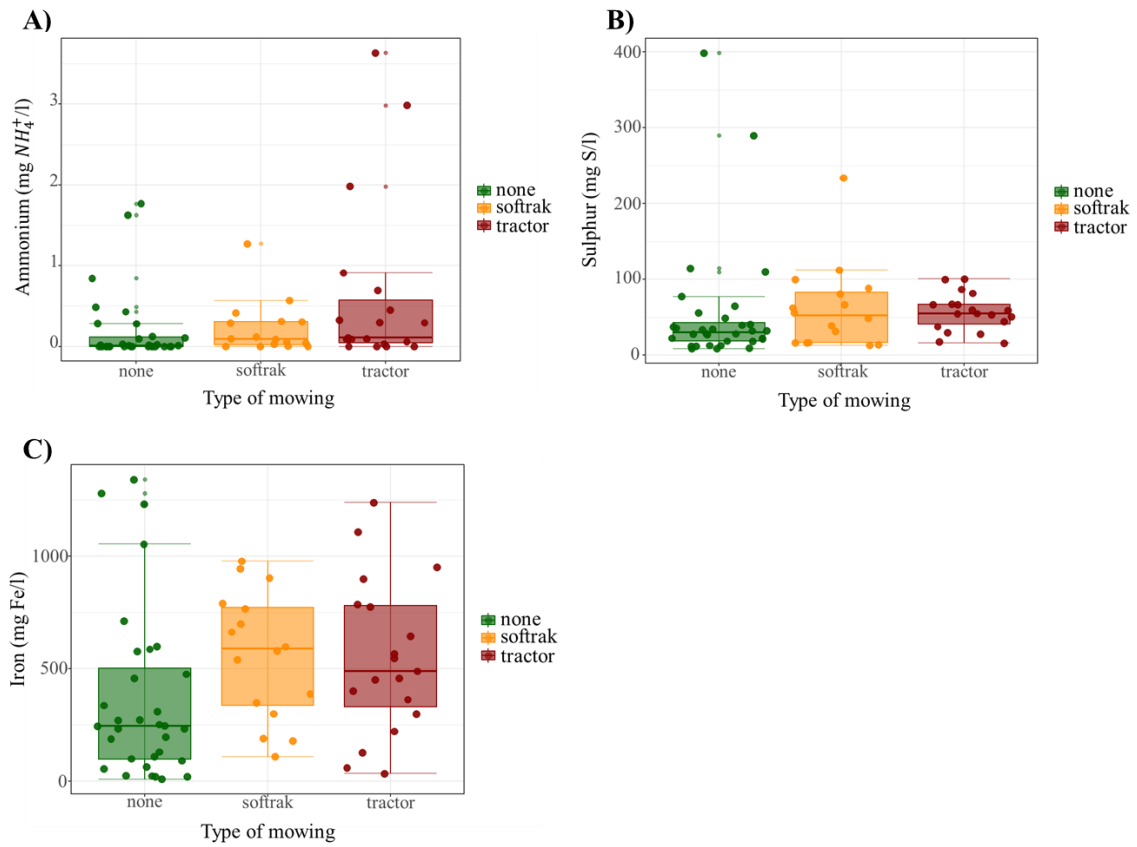 A)
Ammonium (mg NH₄⁺/l)
3
2
1
0
none
softrak
tractor
Type of mowing
none
softrak
tractor
B)
Sulphur (mg S/l)
400
300
200
100
0
none
softrak
tractor
Type of mowing
none
softrak
tractor
C)
Iron (mg Fe/l)
1000
500
0
none
softrak
tractor
Type of mowing
none
softrak
tractor